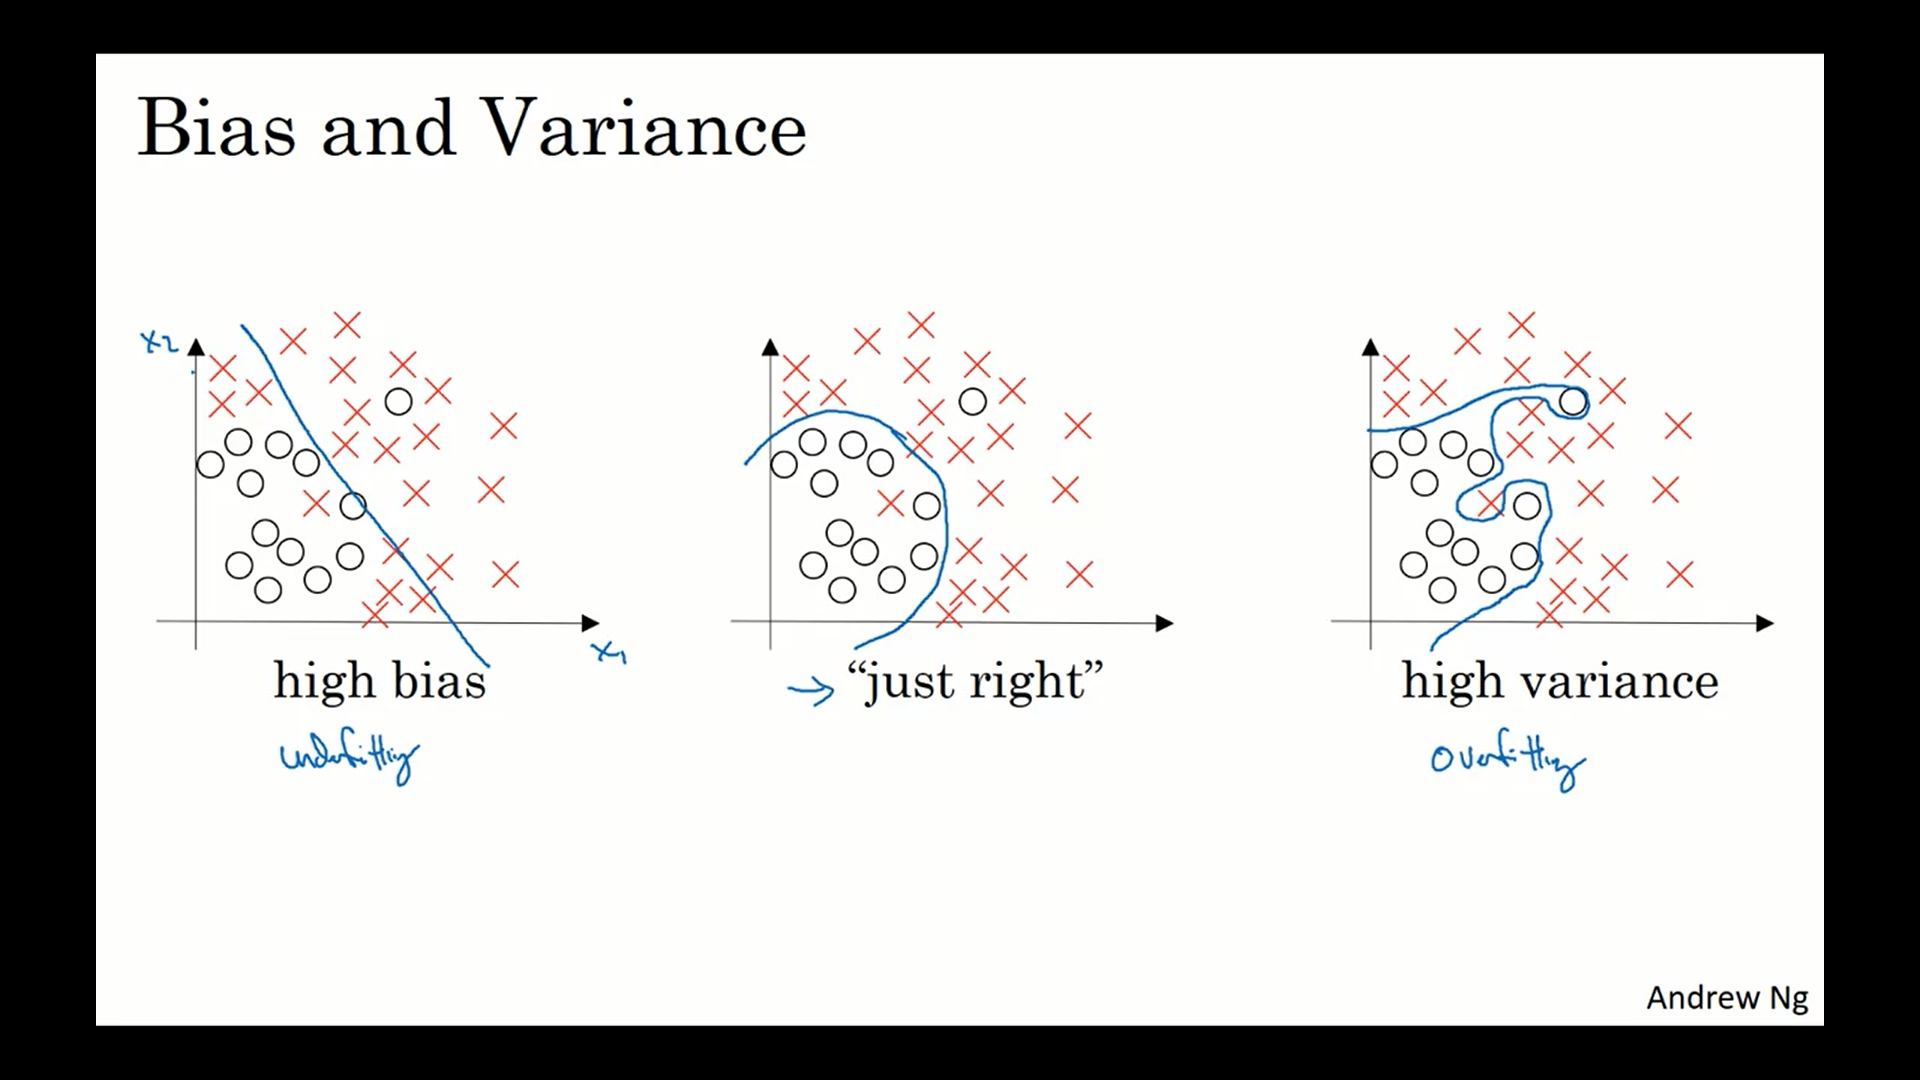 Bias and Variance
x2
x1
high bias
→ “just right”
high variance
underfitting
overfitting
Andrew Ng